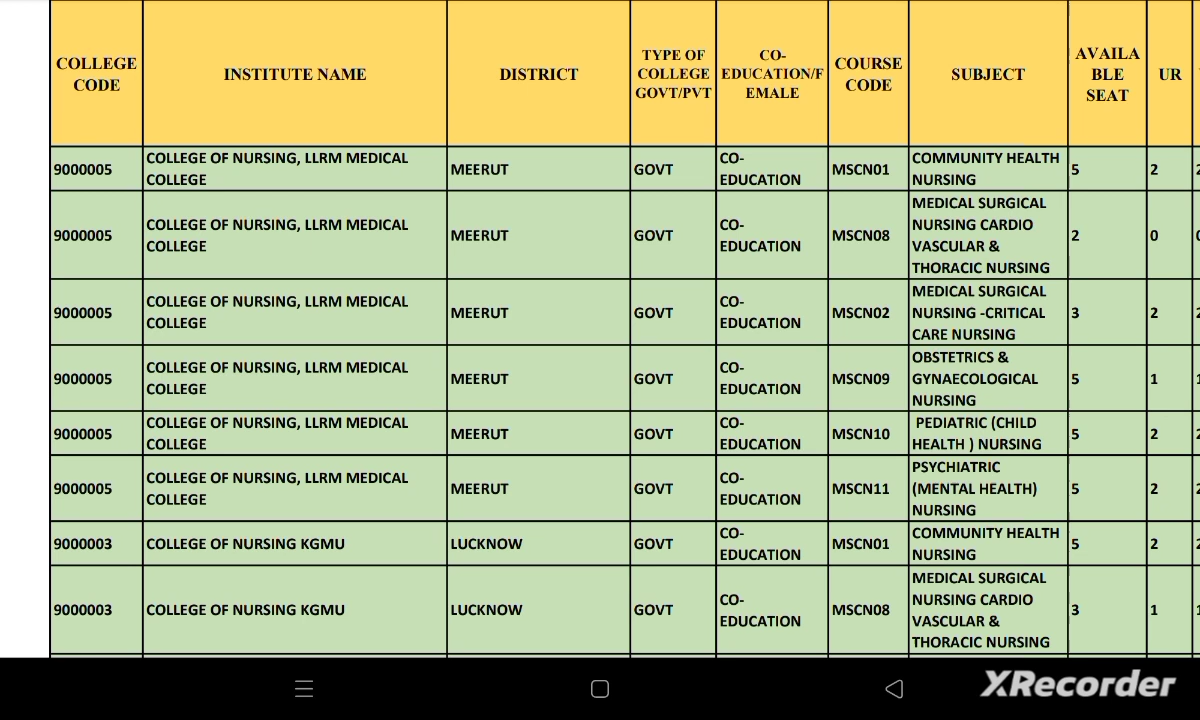 COLLEGE CODE INSTITUTE NAME DISTRICT TYPE OF COLLEGE GOVT/PVT CO-EDUCATION/FEMALE COURSE CODE SUBJECT AVAILABLE SEAT UR
9000005 COLLEGE OF NURSING, LLRM MEDICAL COLLEGE MEERUT GOVT CO-EDUCATION MSCN01 COMMUNITY HEALTH NURSING 5 2
9000005 COLLEGE OF NURSING, LLRM MEDICAL COLLEGE MEERUT GOVT CO-EDUCATION MSCN08 MEDICAL SURGICAL NURSING CARDIO VASCULAR & THORACIC NURSING 2 0
9000005 COLLEGE OF NURSING, LLRM MEDICAL COLLEGE MEERUT GOVT CO-EDUCATION MSCN02 MEDICAL SURGICAL NURSING -CRITICAL CARE NURSING 3 2
9000005 COLLEGE OF NURSING, LLRM MEDICAL COLLEGE MEERUT GOVT CO-EDUCATION MSCN09 OBSTETRICS & GYNAECOLOGICAL NURSING 5 1
9000005 COLLEGE OF NURSING, LLRM MEDICAL COLLEGE MEERUT GOVT CO-EDUCATION MSCN10 PEDIATRIC (CHILD HEALTH ) NURSING 5 2
9000005 COLLEGE OF NURSING, LLRM MEDICAL COLLEGE MEERUT GOVT CO-EDUCATION MSCN11 PSYCHIATRIC (MENTAL HEALTH) NURSING 5 2
9000003 COLLEGE OF NURSING KGMU LUCKNOW GOVT CO-EDUCATION MSCN01 COMMUNITY HEALTH NURSING 5 2
9000003 COLLEGE OF NURSING KGMU LUCKNOW GOVT CO-EDUCATION MSCN08 MEDICAL SURGICAL NURSING CARDIO VASCULAR & THORACIC NURSING 3 1
XRecorder